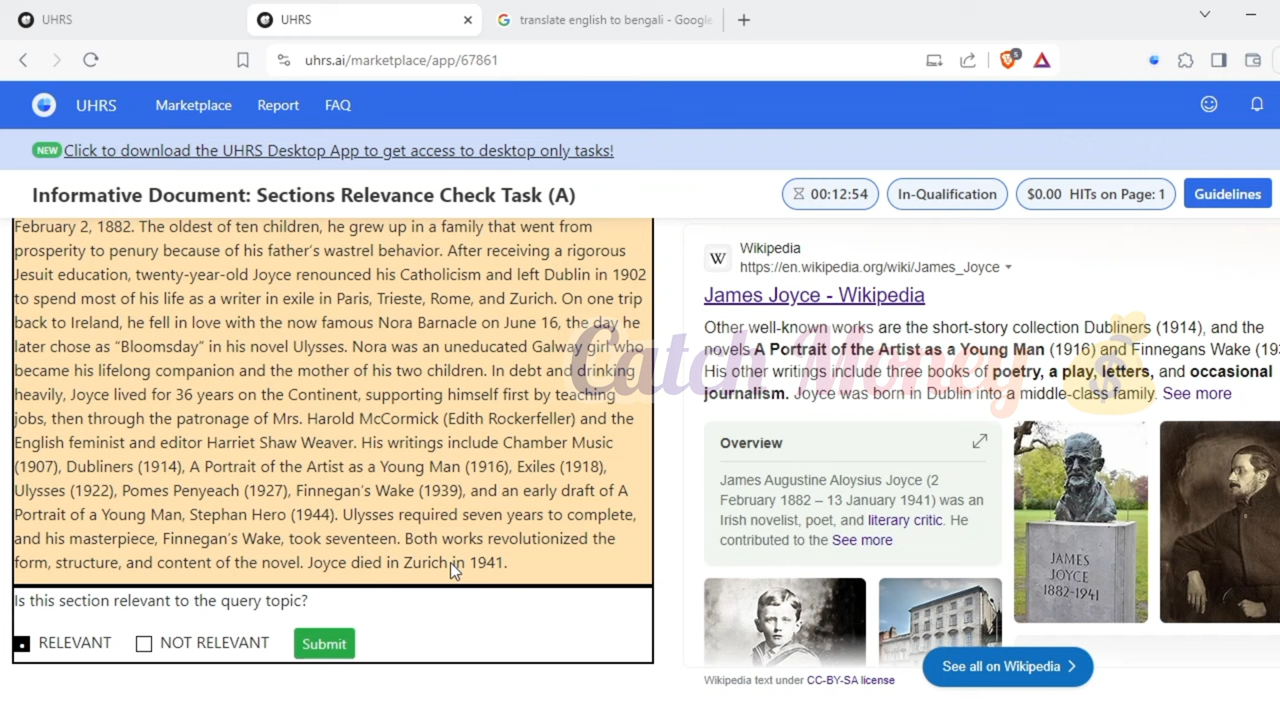 UHRS
UHRS
translate english to bengali - Google
uhrs.ai/marketplace/app/67861
5
UHRS
Marketplace
Report
FAQ
NEW Click to download the UHRS Desktop App to get access to desktop only tasks!
Informative Document: Sections Relevance Check Task (A)
00:12:54
In-Qualification
$0.00 HITs on Page: 1
Guidelines
February 2, 1882. The oldest of ten children, he grew up in a family that went from
prosperity to penury because of his father's wastrel behavior. After receiving a rigorous
Jesuit education, twenty-year-old Joyce renounced his Catholicism and left Dublin in 1902
to spend most of his life as a writer in exile in Paris, Trieste, Rome, and Zurich. On one trip
back to Ireland, he fell in love with the now famous Nora Barnacle on June 16, the day he
later chose as “Bloomsday” in his novel Ulysses. Nora was an uneducated Galway girl who
became his lifelong companion and the mother of his two children. In debt and drinking
heavily, Joyce lived for 36 years on the Continent, supporting himself first by teaching
jobs, then through the patronage of Mrs. Harold McCormick (Edith Rockerfeller) and the
English feminist and editor Harriet Shaw Weaver. His writings include Chamber Music
(1907), Dubliners (1914), A Portrait of the Artist as a Young Man (1916), Exiles (1918),
Ulysses (1922), Pomes Penyeach (1927), Finnegan's Wake (1939), and an early draft of A
Portrait of a Young Man, Stephan Hero (1944). Ulysses required seven years to complete,
and his masterpiece, Finnegan's Wake, took seventeen. Both works revolutionized the
form, structure, and content of the novel. Joyce died in Zurich in 1941.
Is this section relevant to the query topic?
RELEVANT
NOT RELEVANT
Submit
W
Wikipedia
https://en.wikipedia.org/wiki/James_Joyce
James Joyce - Wikipedia
Other well-known works are the short-story collection Dubliners (1914), and the
novels A Portrait of the Artist as a Young Man (1916) and Finnegans Wake (19
His other writings include three books of poetry, a play, letters, and occasional
journalism. Joyce was born in Dublin into a middle-class family. See more
Catch Money
Overview
James Augustine Aloysius Joyce (2
February 1882 – 13 January 1941) was an
Irish novelist, poet, and literary critic. He
contributed to the See more
JAMES
JOYCE
1882-1941
See all on Wikipedia
Wikipedia text under CC-BY-SA license